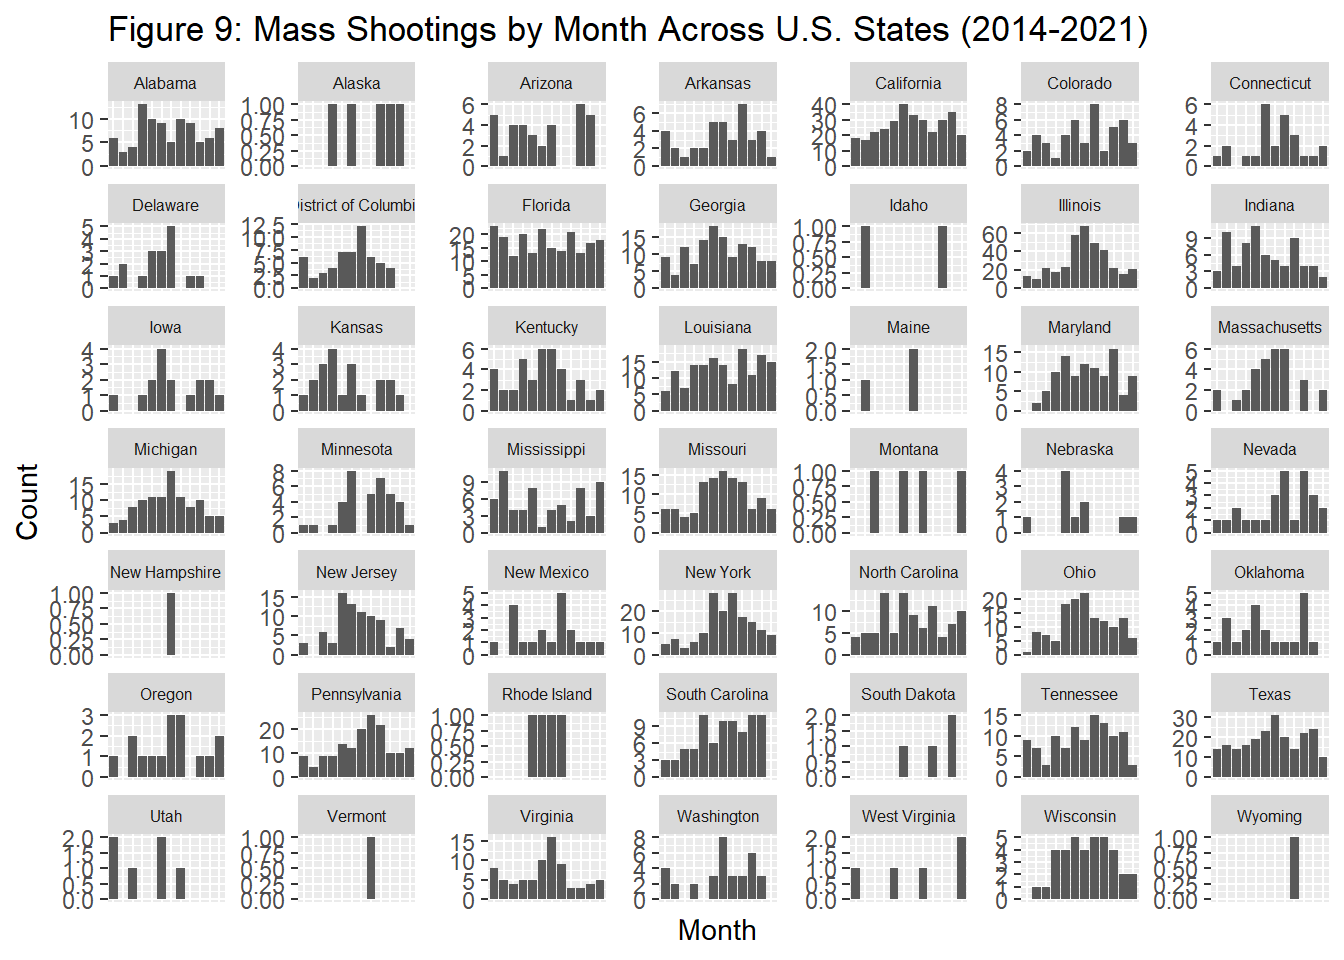 Figure 9: Mass Shootings by Month Across U.S. States (2014-2021)
Alabama Alaska Arizona Arkansas California Colorado Connecticut
10 5 0
1.00 0.75 0.50 0.25 0.00
6 4 2 0
6 4 2 0
40 30 20 10 0
8 6 4 2 0
6 4 2 0
Delaware District of Columbi Florida Georgia Idaho Illinois Indiana
5 4 3 2 1 0
12.5 10.0 7.5 5.0 2.5 0.0
20 15 10 5 0
15 10 5 0
1.00 0.75 0.50 0.25 0.00
60 40 20 0
9 6 3 0
Iowa Kansas Kentucky Louisiana Maine Maryland Massachusetts
4 3 2 1 0
4 3 2 1 0
6 4 2 0
15 10 5 0
2.0 1.5 1.0 0.5 0.0
15 10 5 0
6 4 2 0
Michigan Minnesota Mississippi Missouri Montana Nebraska Nevada
15 10 5 0
8 6 4 2 0
9 6 3 0
15 10 5 0
1.00 0.75 0.50 0.25 0.00
4 3 2 1 0
5 4 3 2 1 0
Count
New Hampshire New Jersey New Mexico New York North Carolina Ohio Oklahoma
1.00 0.75 0.50 0.25 0.00
15 10 5 0
5 4 3 2 1 0
20 10 0
10 5 0
20 15 10 5 0
5 4 3 2 1 0
Oregon Pennsylvania Rhode Island South Carolina South Dakota Tennessee Texas
3 2 1 0
20 10 0
1.00 0.75 0.50 0.25 0.00
9 6 3 0
2.0 1.5 1.0 0.5 0.0
15 10 5 0
30 20 10 0
Utah Vermont Virginia Washington West Virginia Wisconsin Wyoming
2.0 1.5 1.0 0.5 0.0
1.00 0.75 0.50 0.25 0.00
15 10 5 0
8 6 4 2 0
2.0 1.5 1.0 0.5 0.0
5 4 3 2 1 0
1.00 0.75 0.50 0.25 0.00
Month